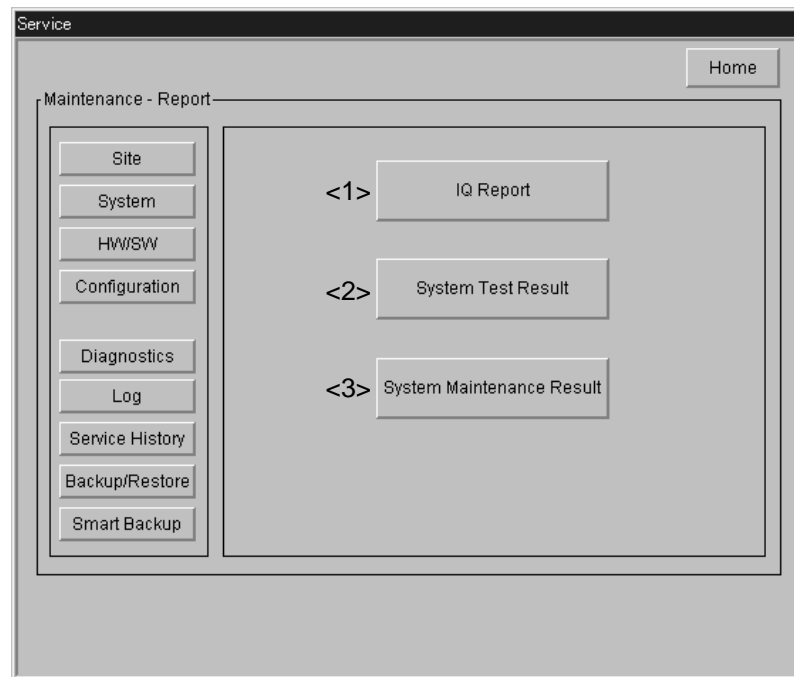 Service
Home
Maintenance - Report
Site
System
HW/SW
Configuration
Diagnostics
Log
Service History
Backup/Restore
Smart Backup
<1> IQ Report
<2> System Test Result
<3> System Maintenance Result